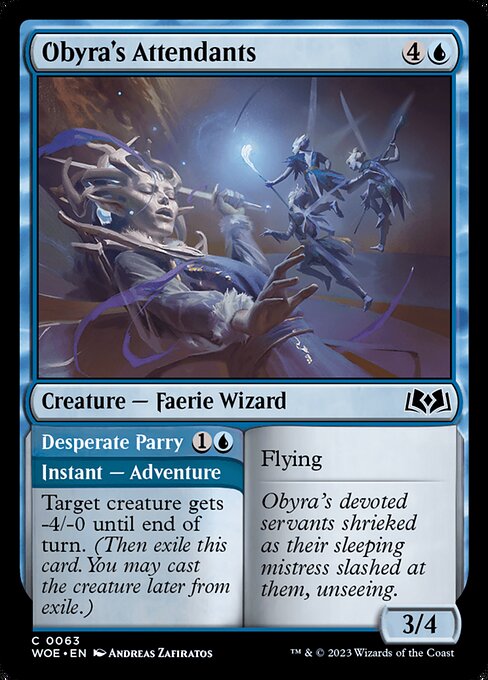 Obyra's Attendants 4
Creature — Faerie Wizard
Desperate Parry 1
Instant — Adventure
Target creature gets
-4/-0 until end of
turn. (Then exile this
card. You may cast
the creature later from
exile.)
Flying
Obyra's devoted
servants shrieked
as their sleeping
mistress slashed at
them, unseeing.
3/4
C 0063
WOE • EN ANDREAS ZAFIRATOS
™ & © 2023 Wizards of the Coast